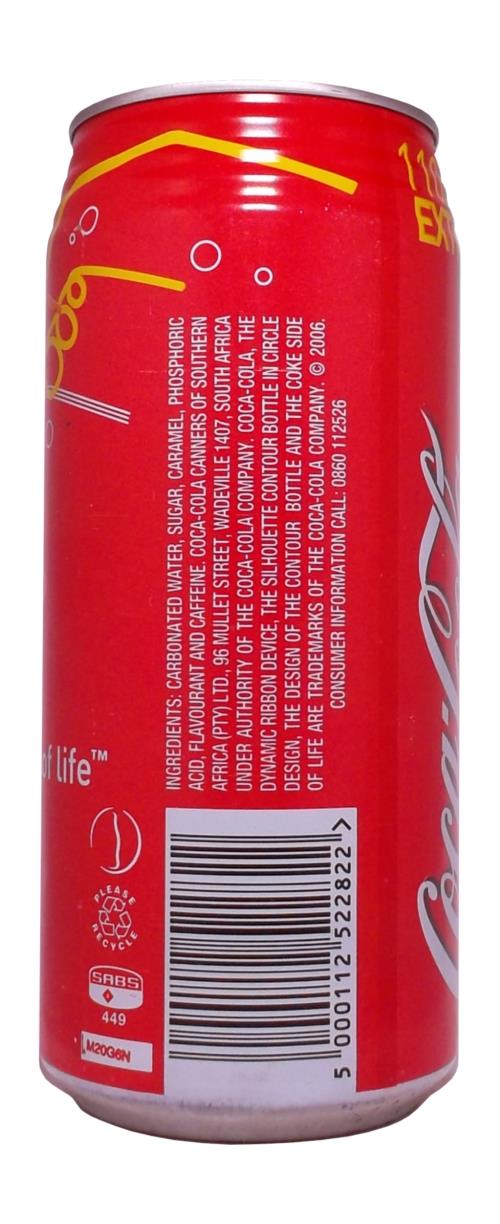 EXT
INGREDIENTS: CARBONATED WATER, SUGAR, CARAMEL, PHOSPHORIC
ACID, FLAVOURANT AND CAFFEINE. COCA-COLA CANNERS OF SOUTHERN
AFRICA (PTY) LTD., 96 MULLET STREET, WADEVILLE 1407, SOUTH AFRICA
UNDER AUTHORITY OF THE COCA-COLA COMPANY. COCA-COLA, THE
DYNAMIC RIBBON DEVICE, THE SILHOUETTE CONTOUR BOTTLE IN CIRCLE
DESIGN, THE DESIGN OF THE CONTOUR BOTTLE AND THE COKE SIDE
OF LIFE ARE TRADEMARKS OF THE COCA-COLA COMPANY. © 2006.
CONSUMER INFORMATION CALL: 0860 112526
of life™
PLEASE
RECYCLE
SABS
449
M20G6N
5 000112 522822 >
Coca-Cola